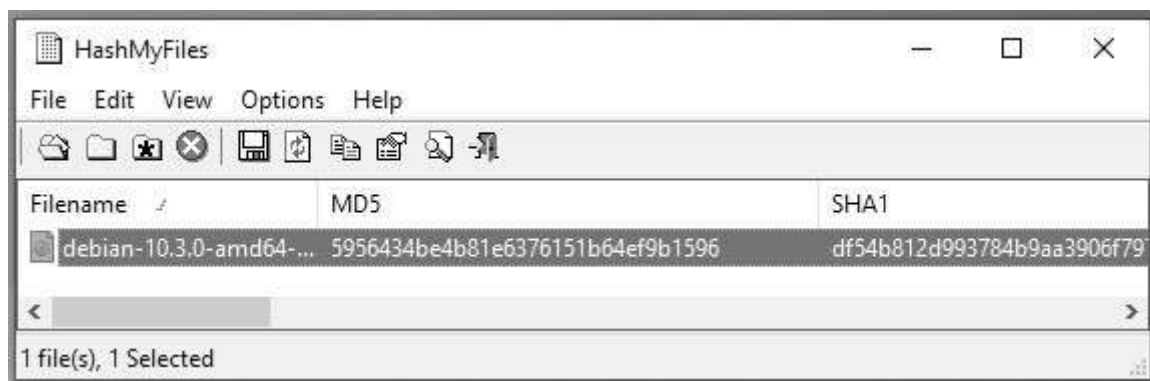 HashMyFiles
File Edit View Options Help
Filename MD5 SHA1
debian-10.3.0-amd64-... 5956434be4b81e6376151b64ef9b1596 df54b812d993784b9aa3906f79
1 file(s), 1 Selected